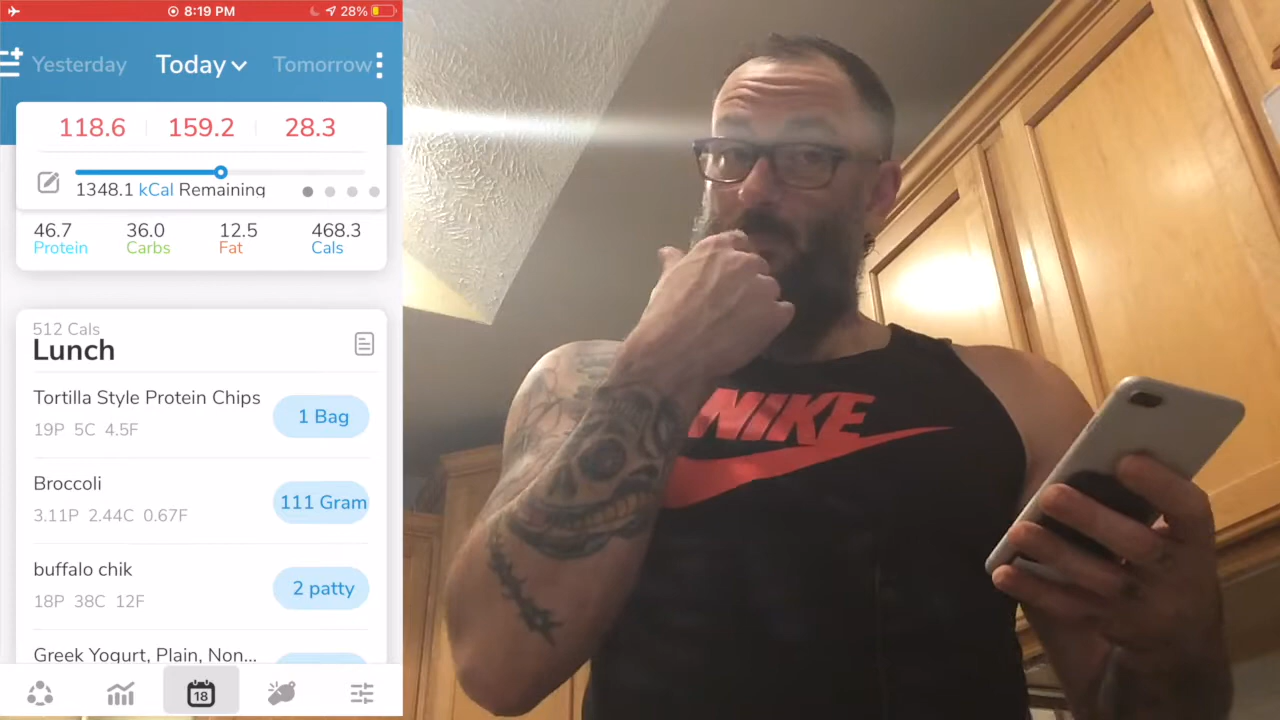 8:19 PM
28%
Yesterday Today Tomorrow
118.6 159.2 28.3
1348.1 kCal Remaining
46.7 36.0 12.5 468.3
Protein Carbs Fat Cals
512 Cals
Lunch
Tortilla Style Protein Chips
1 Bag
19P 5C 4.5F
Broccoli
111 Gram
3.11P 2.44C 0.67F
buffalo chik
2 patty
18P 38C 12F
Greek Yogurt, Plain, Non...
18
NIKE